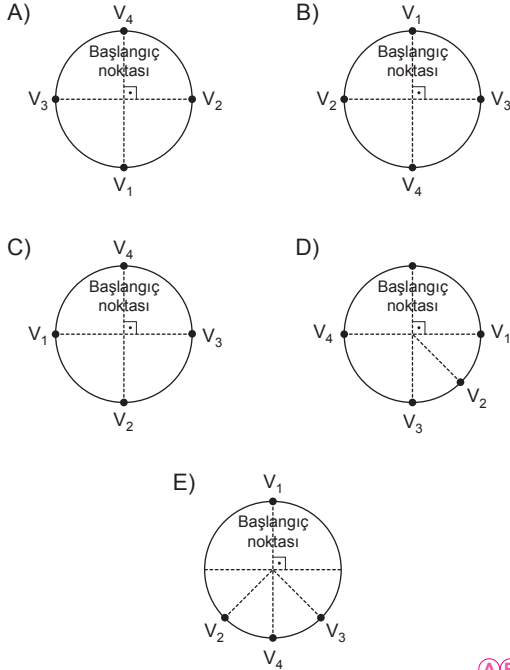 A)
V4
Başlangıç
noktası
V3
V2
V1
B)
V1
Başlangıç
noktası
V2
V3
V4
C)
V4
Başlangıç
noktası
V1
V3
V2
D)
Başlangıç
noktası
V4
V1
V2
V3
E)
V1
Başlangıç
noktası
V2
V3
V4
A